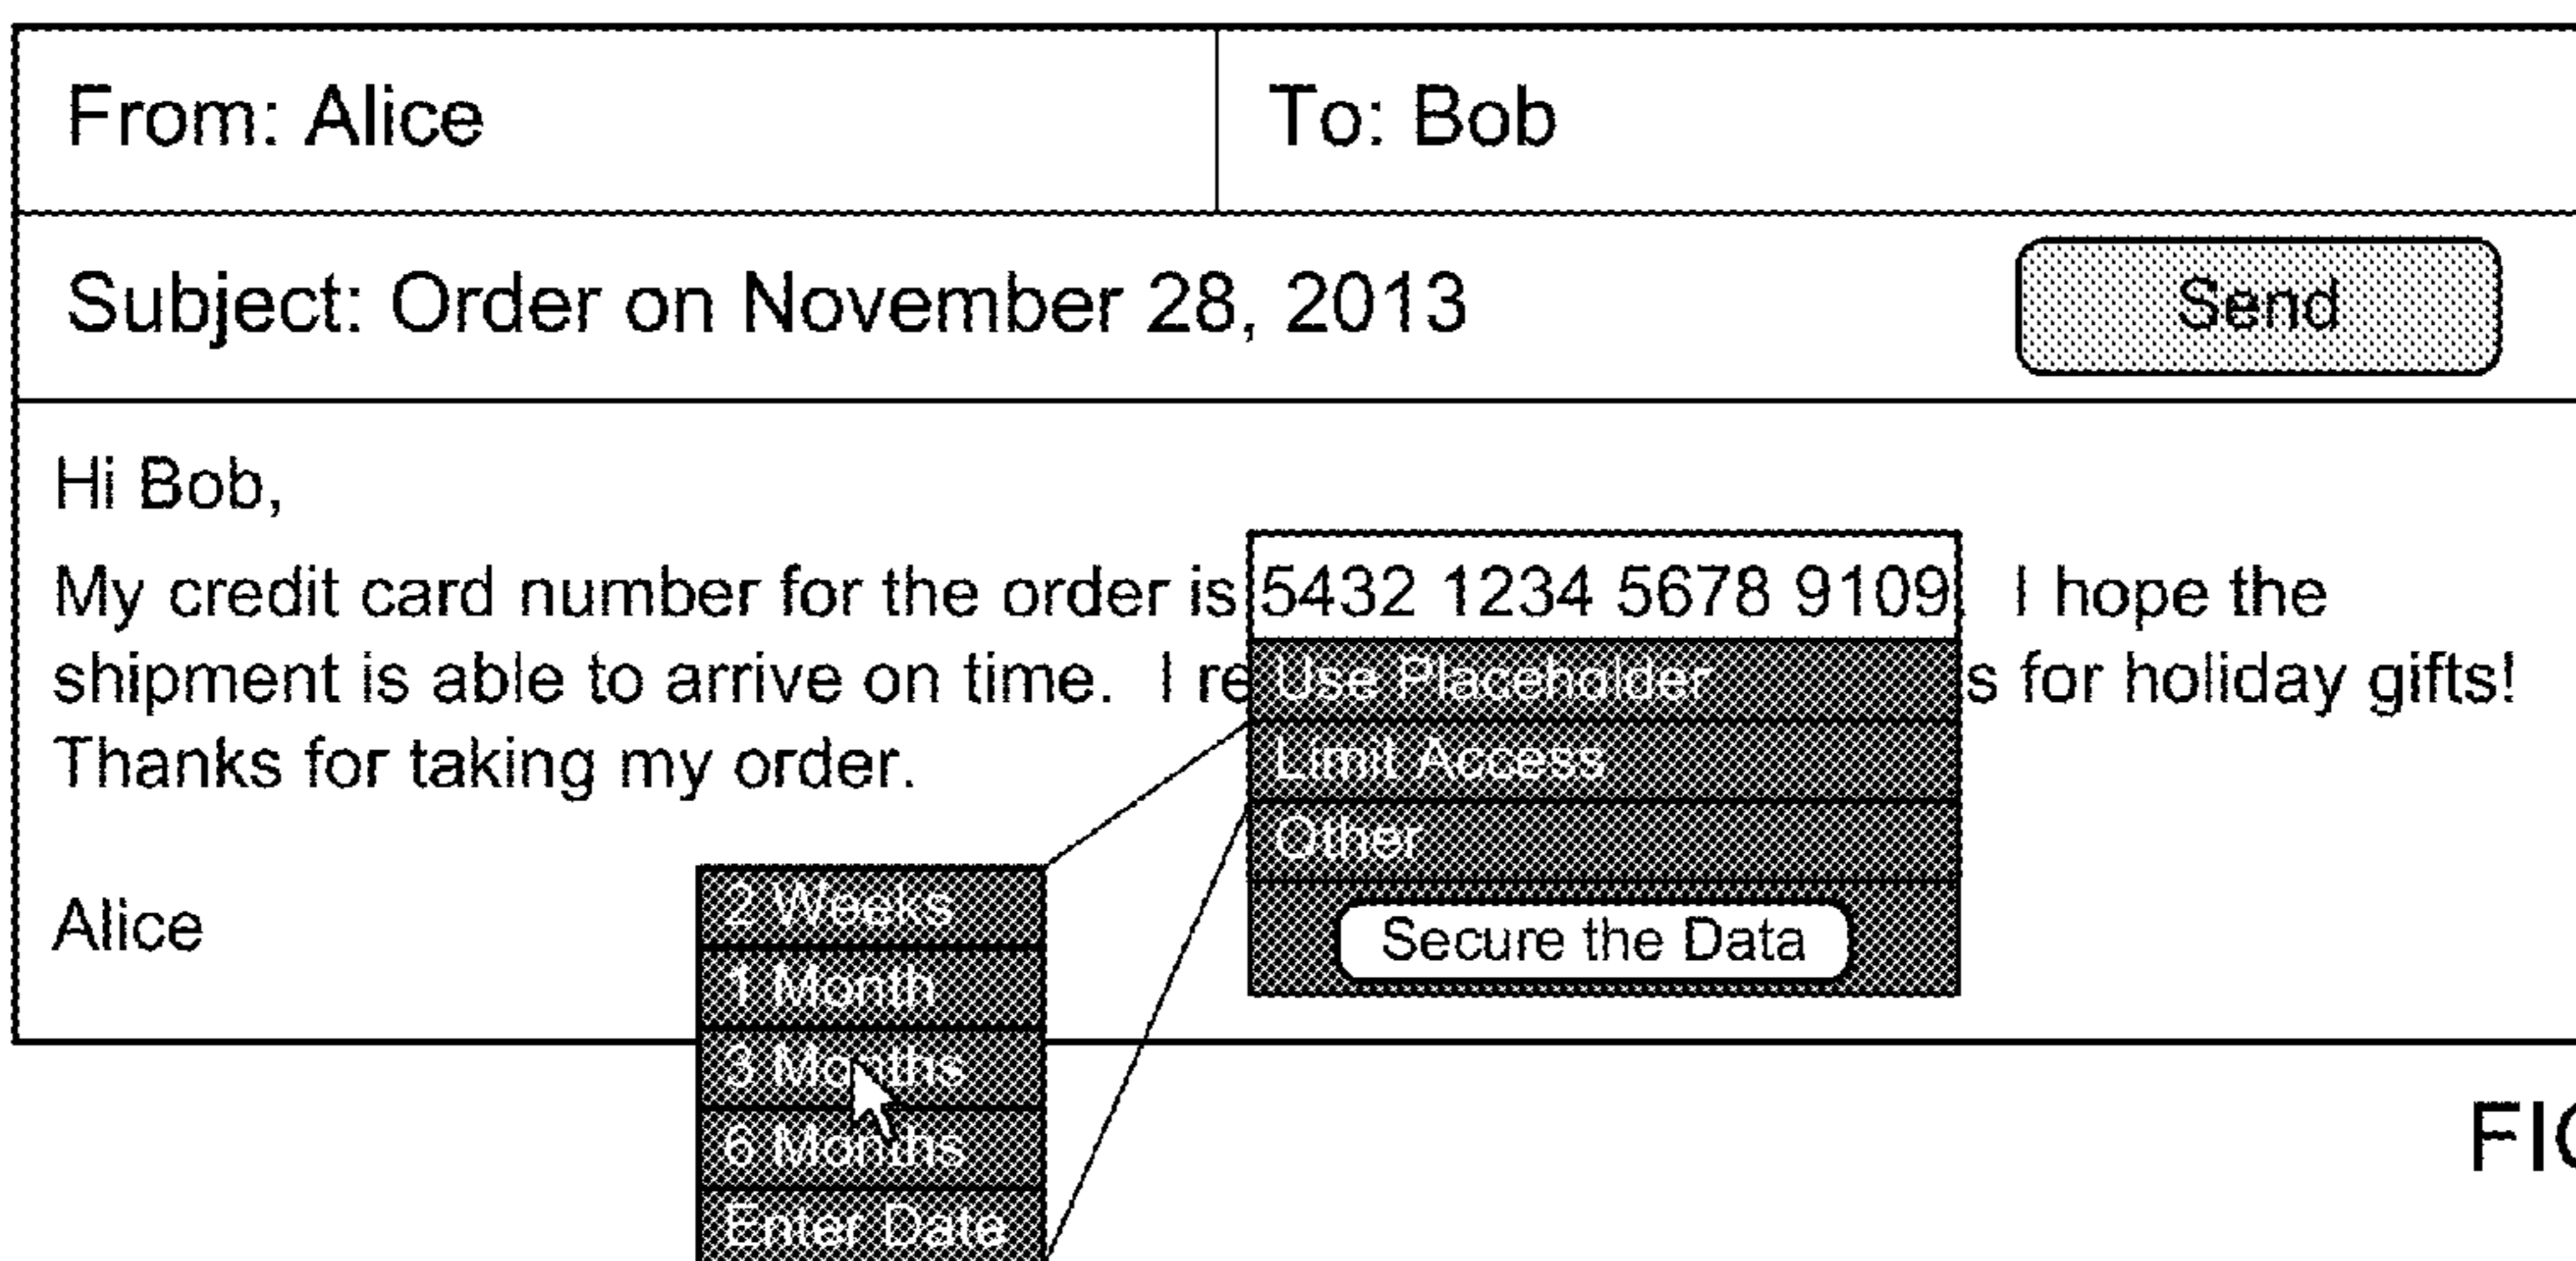 From: Alice
To: Bob
Subject: Order on November 28, 2013
Send
Hi Bob,
My credit card number for the order is 5432 1234 5678 9109. I hope the
shipment is able to arrive on time. I re s for holiday gifts!
Thanks for taking my order.
Alice
Use Placeholder
Limit Access
Other
Secure the Data
2 Weeks
1 Month
3 Months
6 Months
Enter Date